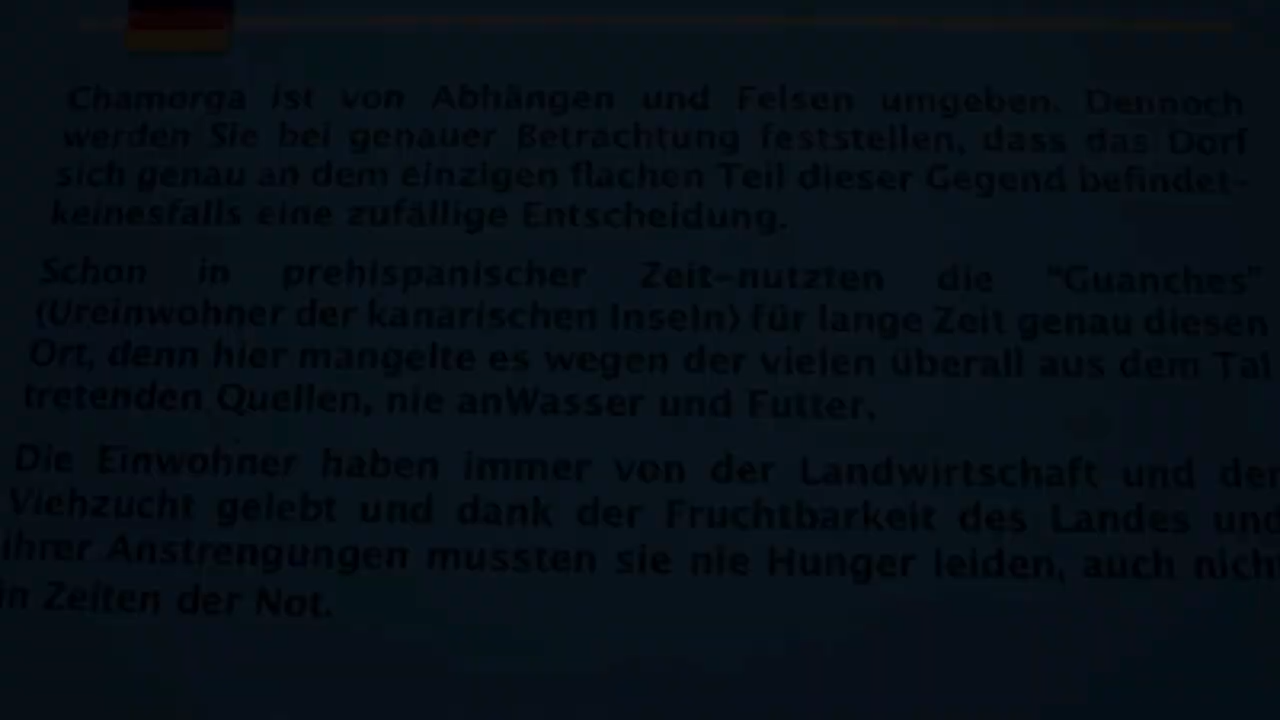 Chamorga ist von Abhängen und Felsen umgeben. Dennoch
werden Sie bei genauer Betrachtung feststellen, dass das Dorf
sich genau an dem einzigen flachen Teil dieser Gegend befindet-
keinesfalls eine zufällige Entscheidung.
Schon in prehispanischer Zeit-nutzten die "Guanches"
(Ureinwohner der kanarischen Inseln) für lange Zeit genau diesen
Ort, denn hier mangelte es wegen der vielen überall aus dem Tal
tretenden Quellen, nie anWasser und Futter.
Die Einwohner haben immer von der Landwirtschaft und der
Viehzucht gelebt und dank der Fruchtbarkeit des Landes und
ihrer Anstrengungen mussten sie nie Hunger leiden, auch nicht
in Zeiten der Not.